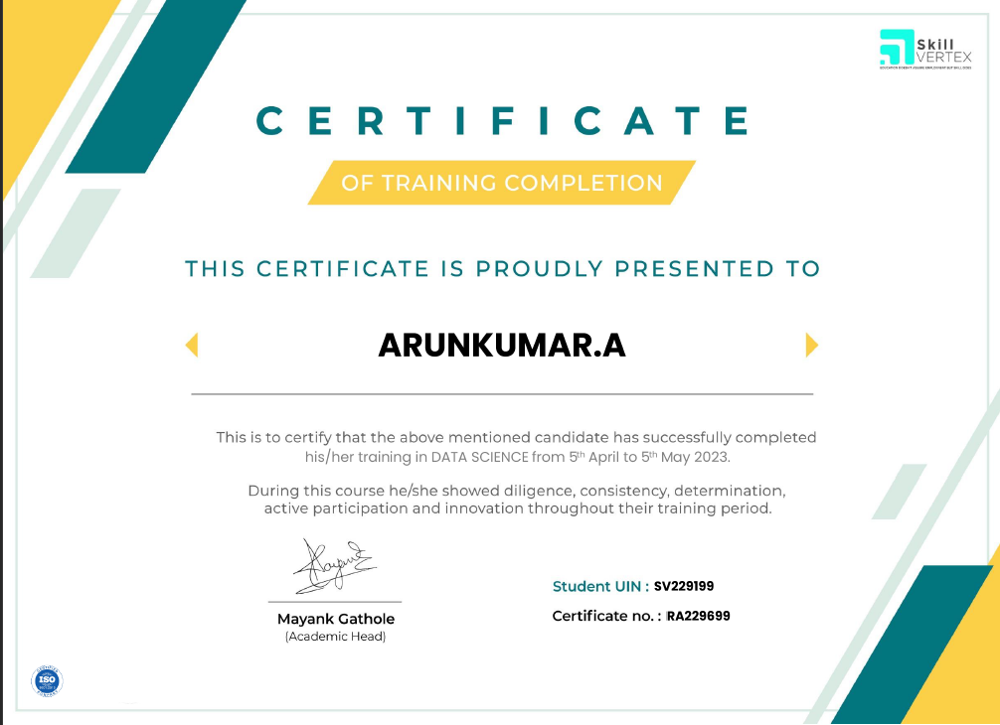 Skill
VERTEX
CERTIFICATE
OF TRAINING COMPLETION
THIS CERTIFICATE IS PROUDLY PRESENTED TO
ARUNKUMAR.A
This is to certify that the above mentioned candidate has successfully completed
his/her training in DATA SCIENCE from 5th April to 5th May 2023.
During this course he/she showed diligence, consistency, determination,
active participation and innovation throughout their training period.
Mayank Gathole
(Academic Head)
Student UIN : SV229199
Certificate no. : RA229699
ISO